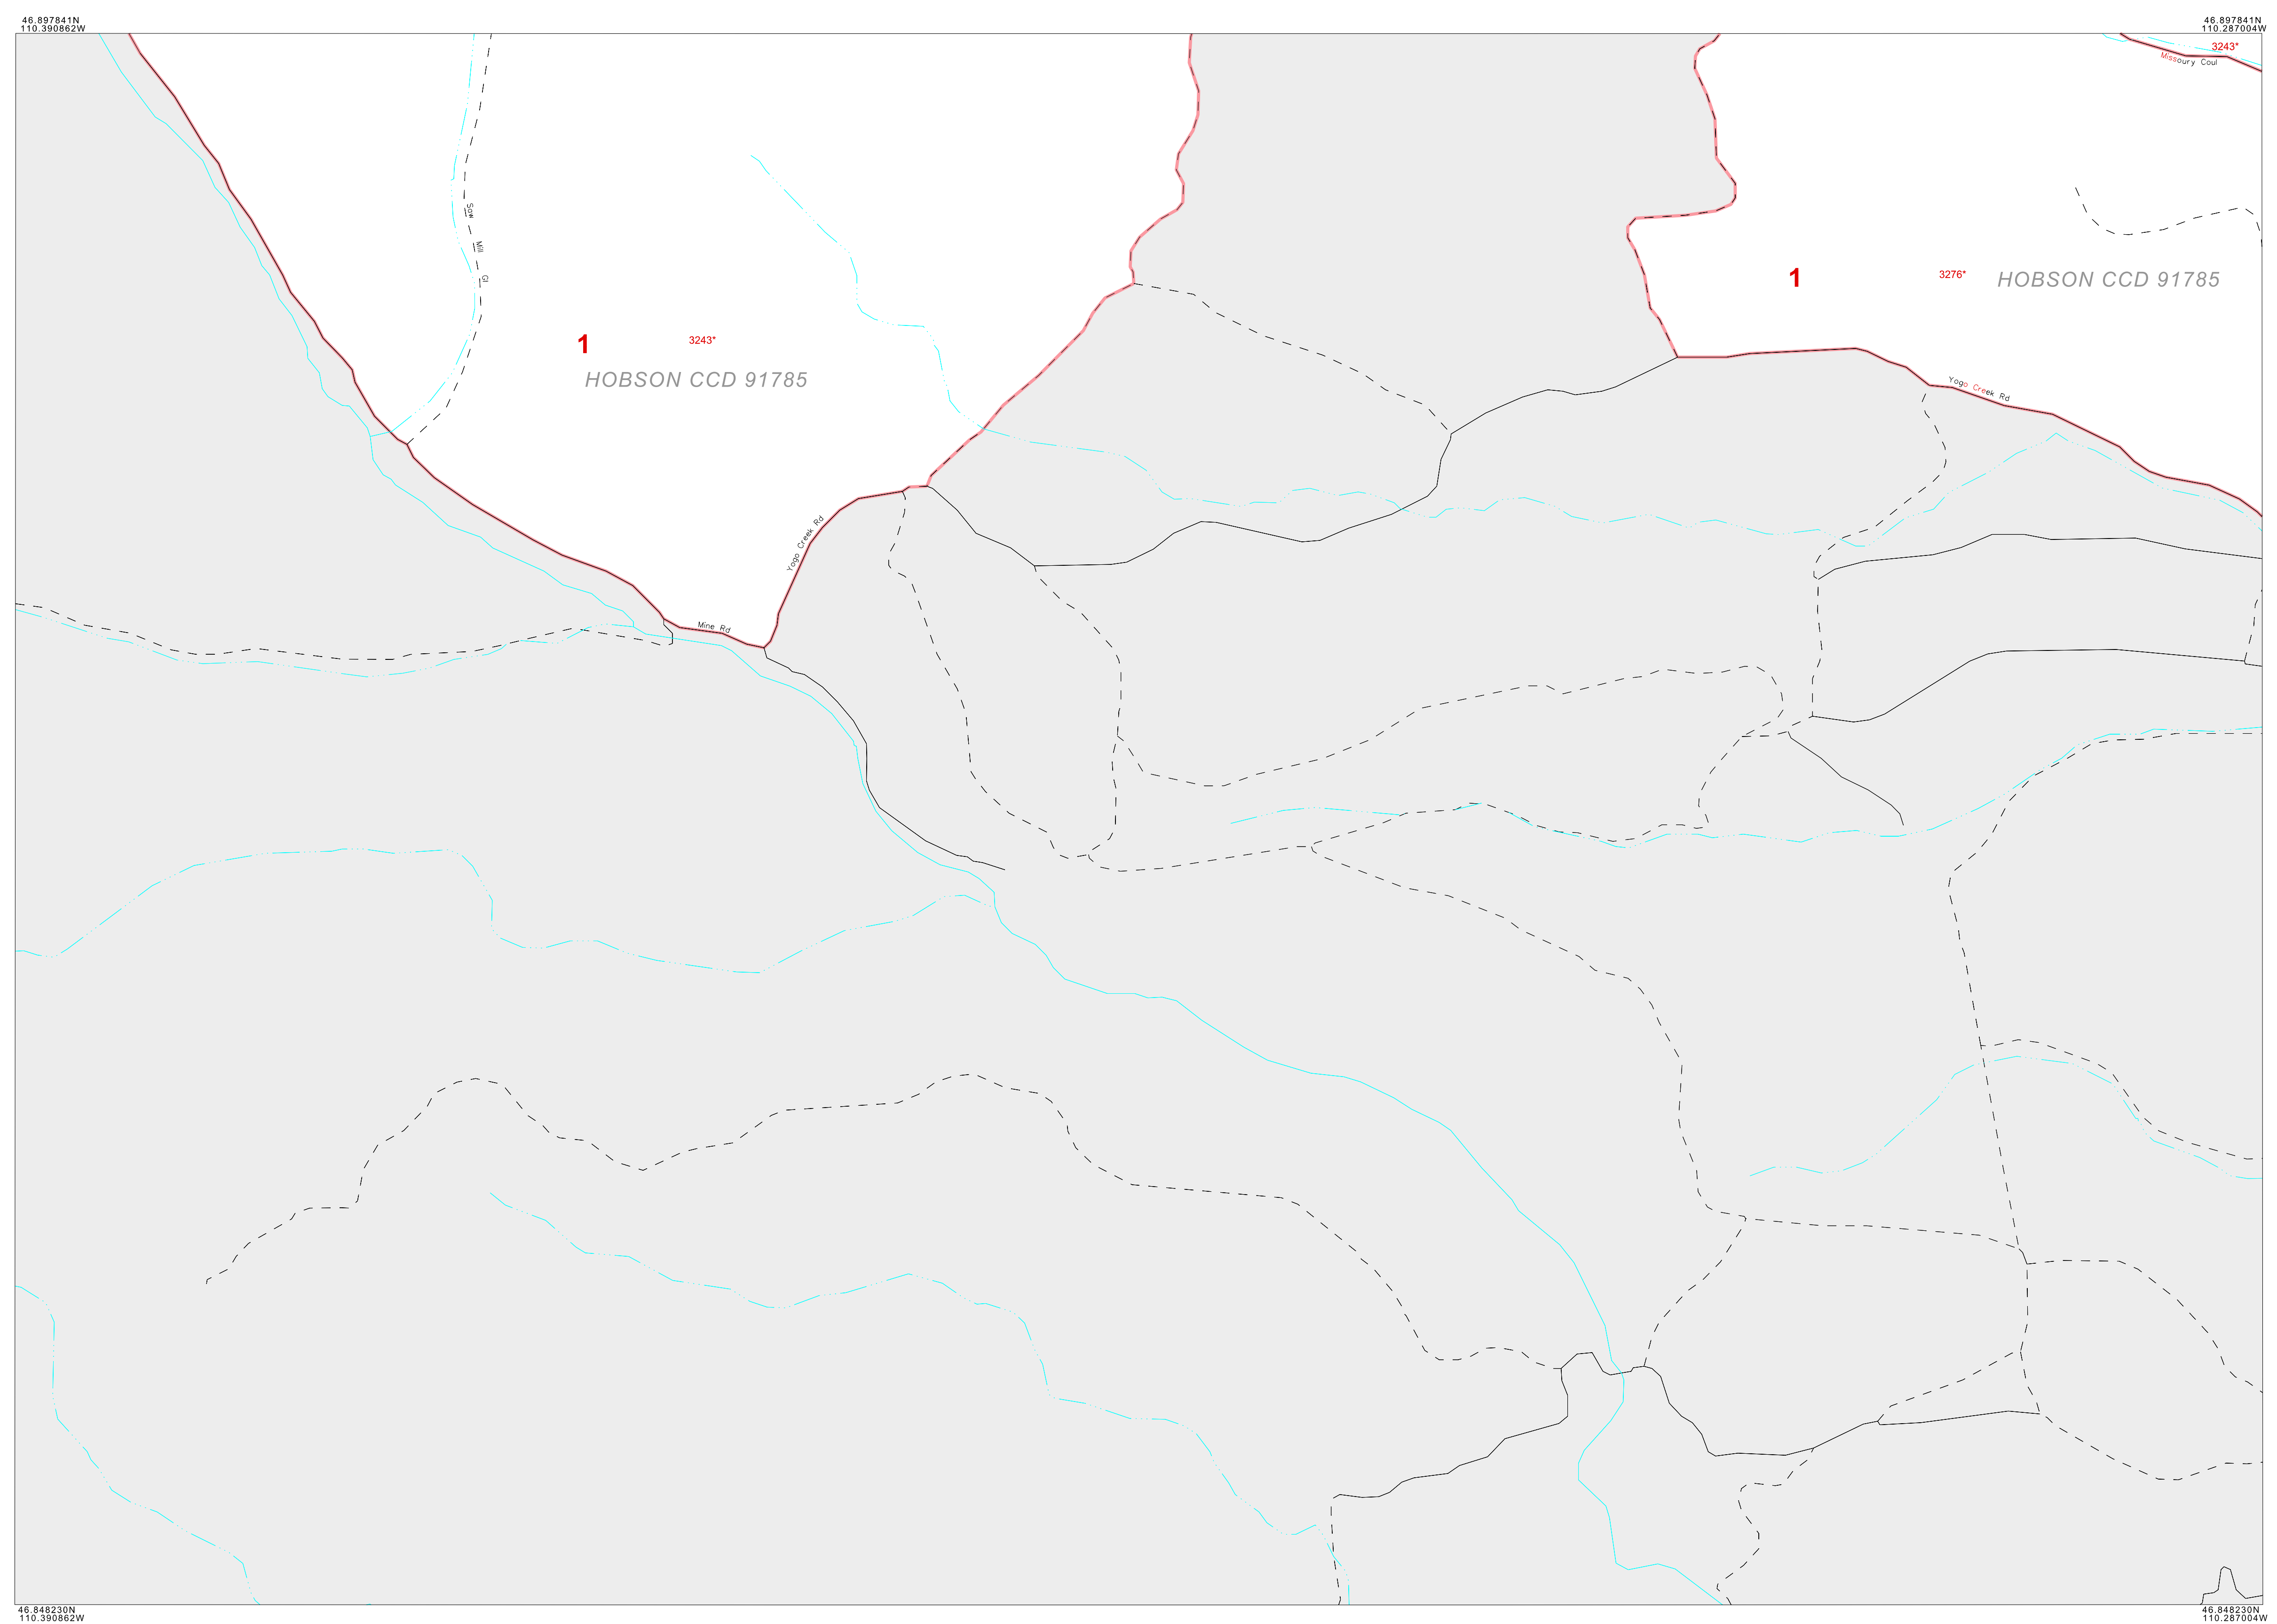 46.897841N
110.390862W
46.897841N
110.287004W
3243*
Missoury Coul
Saw Mill Gl
1
3276*
HOBSON CCD 91785
1
3243*
HOBSON CCD 91785
Yogo Creek Rd
Yogo Creek Rd
Mine Rd
46.848230N
110.390862W
46.848230N
110.287004W